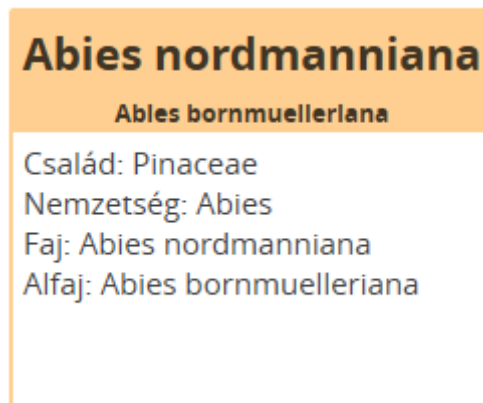 Abies nordmanniana
Abies bornmuelleriana
Család: Pinaceae
Nemzetség: Abies
Faj: Abies nordmanniana
Alfaj: Abies bornmuelleriana